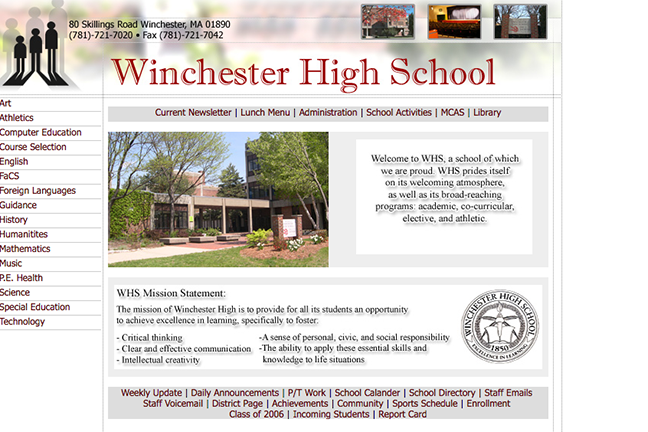 80 Skillings Road Winchester, MA 01890
(781)-721-7020 • Fax (781)-721-7042
Winchester High School
Current Newsletter | Lunch Menu | Administration | School Activities | MCAS | Library
Art
Athletics
Computer Education
Course Selection
English
FaCS
Foreign Languages
Guidance
History
Humanitites
Mathematics
Music
P.E. Health
Science
Special Education
Technology
Welcome to WHS, a school of which
we are proud. WHS prides itself
on its welcoming atmosphere,
as well as its broad-reaching
programs: academic, co-curricular,
elective, and athletic.
WHS Mission Statement:
The mission of Winchester High is to provide for all its students an opportunity
to achieve excellence in learning, specifically to foster:
- Critical thinking
- Clear and effective communication
- Intellectual creativity
-A sense of personal, civic, and social responsibility
-The ability to apply these essential skills and
knowledge to life situations
WINCHESTER HIGH SCHOOL
1850
EXCELLENCE IN LEARNING
Weekly Update | Daily Announcements | P/T Work | School Calander | School Directory | Staff Emails
Staff Voicemail | District Page | Achievements | Community | Sports Schedule | Enrollment
Class of 2006 | Incoming Students | Report Card